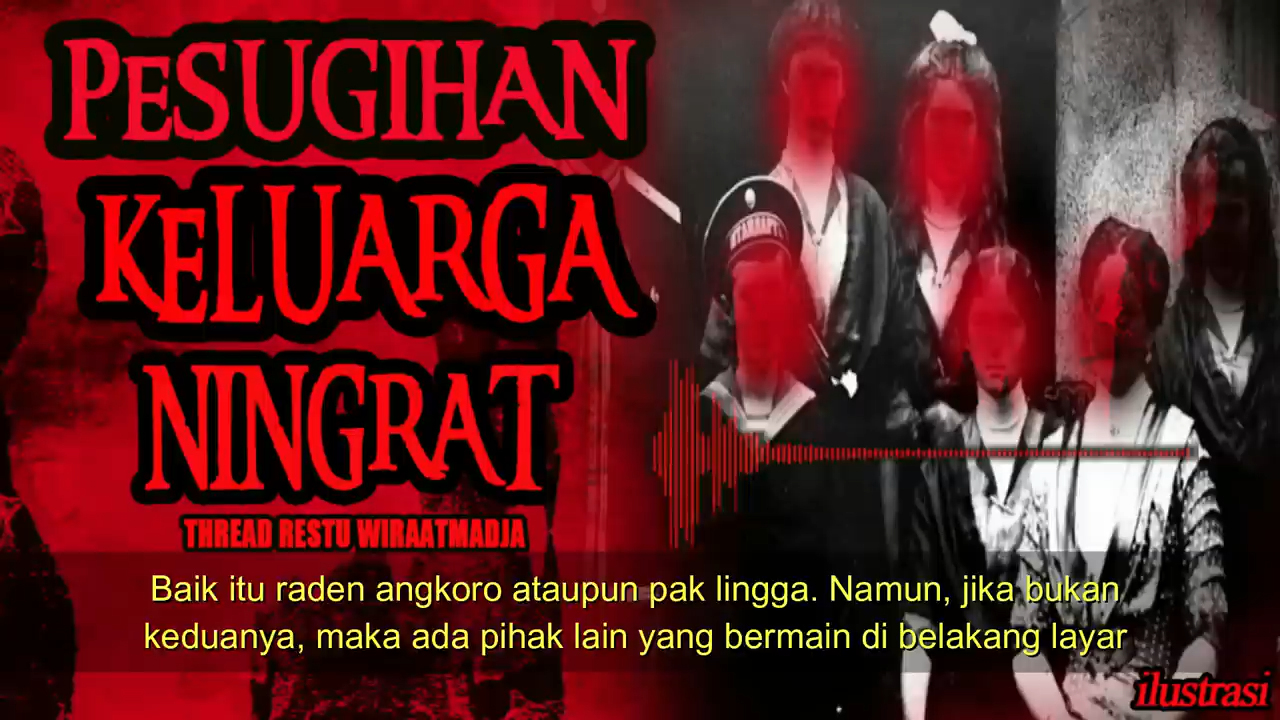 PESUGIHAN
KELUARGA
NINGRAT
THREAD RESTU WIRAATMADJA
Baik itu raden angkoro ataupun pak lingga. Namun, jika bukan
keduanya, maka ada pihak lain yang bermain di belakang layar
ilustrasi